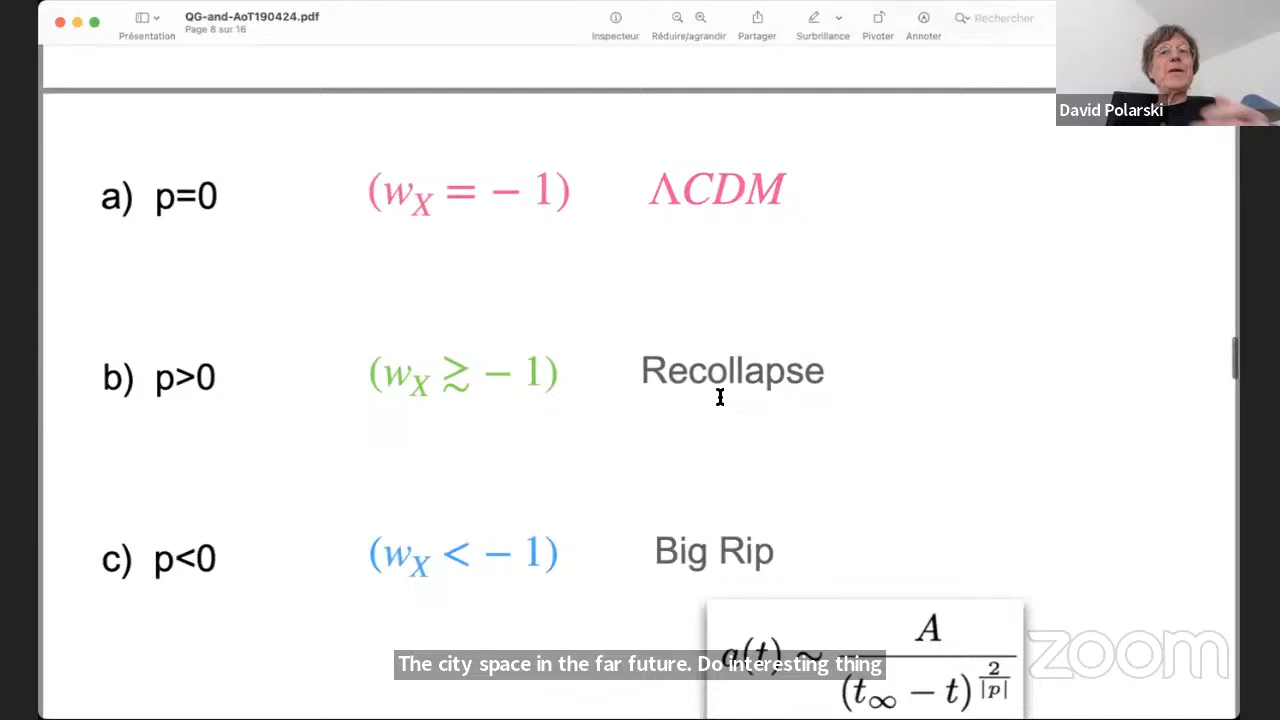 QG-and-AoT190424.pdf
Page 8 sur 16
Présentation
Inspecteur
Réduire/agrandir
Partager
Surbrillance
Pivoter
Annoter
Rechercher
David Polarski
a) p=0 (w_X = − 1) ΛCDM
b) p>0 (w_X ≳ − 1) Recollapse
c) p<0 (w_X < − 1) Big Rip
a(t) ~ A / (t_∞ − t)^{2/|p|}
The city space in the far future. Do interesting thing
zoom